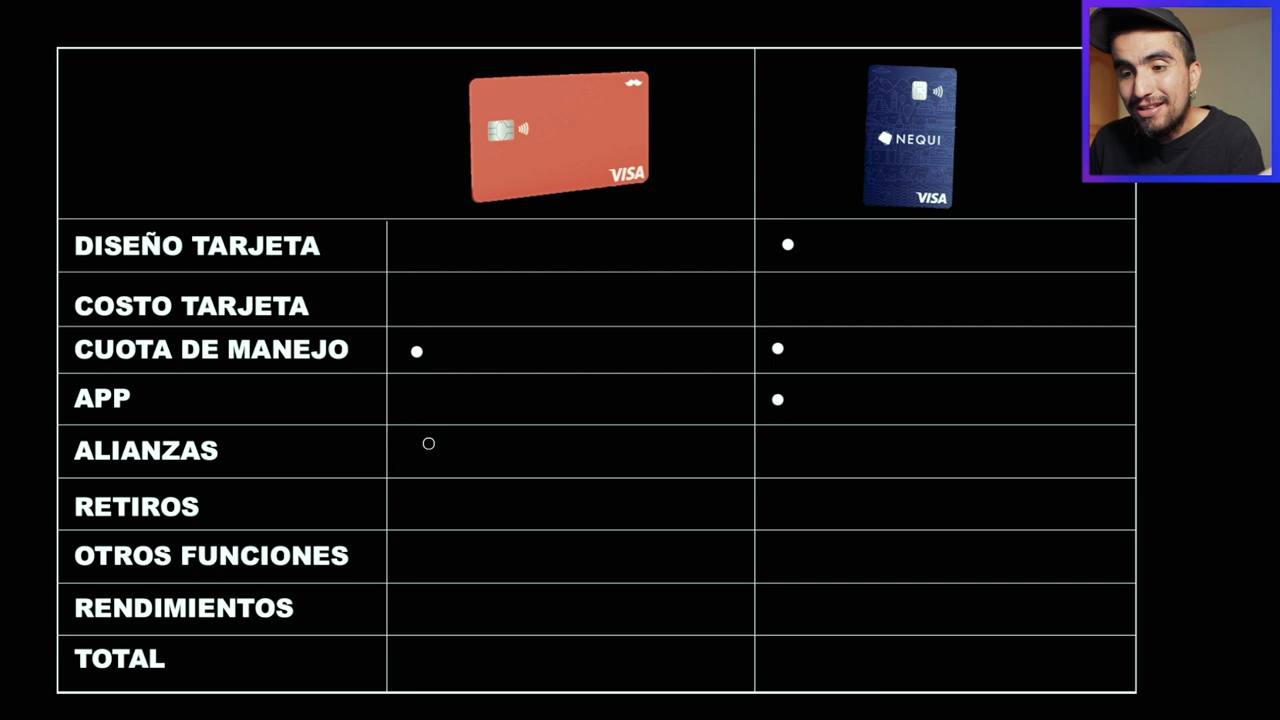 VISA
NEQUI
VISA
DISEÑO TARJETA
COSTO TARJETA
CUOTA DE MANEJO
APP
ALIANZAS
RETIROS
OTROS FUNCIONES
RENDIMIENTOS
TOTAL